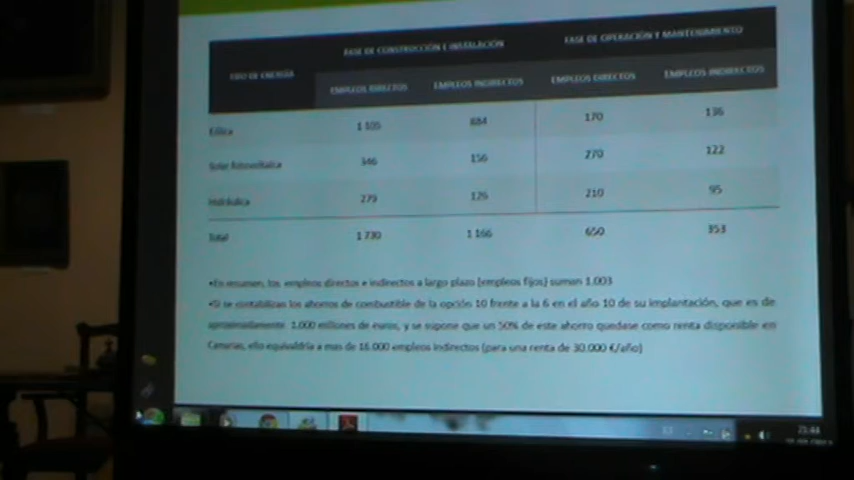 FASE DE CONSTRUCCIÓN E INSTALACIÓN FASE DE OPERACIÓN Y MANTENIMIENTO
TIPO DE ENERGÍA
EMPLEOS DIRECTOS EMPLEOS INDIRECTOS EMPLEOS DIRECTOS EMPLEOS INDIRECTOS
Eólica 1 105 884 170 136
Solar fotovoltaica 346 156 270 122
Hidráulica 279 126 210 95
Total 1 730 1 166 650 353
•En resumen, los empleos directos e indirectos a largo plazo (empleos fijos) suman 1.003
•Si se contabilizan los ahorros de combustible de la opción 10 frente a la 6 en el año 10 de su implantación, que es de
aproximadamente 1.000 millones de euros, y se supone que un 50% de este ahorro quedase como renta disponible en
Canarias, ello equivaldría a mas de 16.000 empleos indirectos (para una renta de 30.000 €/año)
21:44